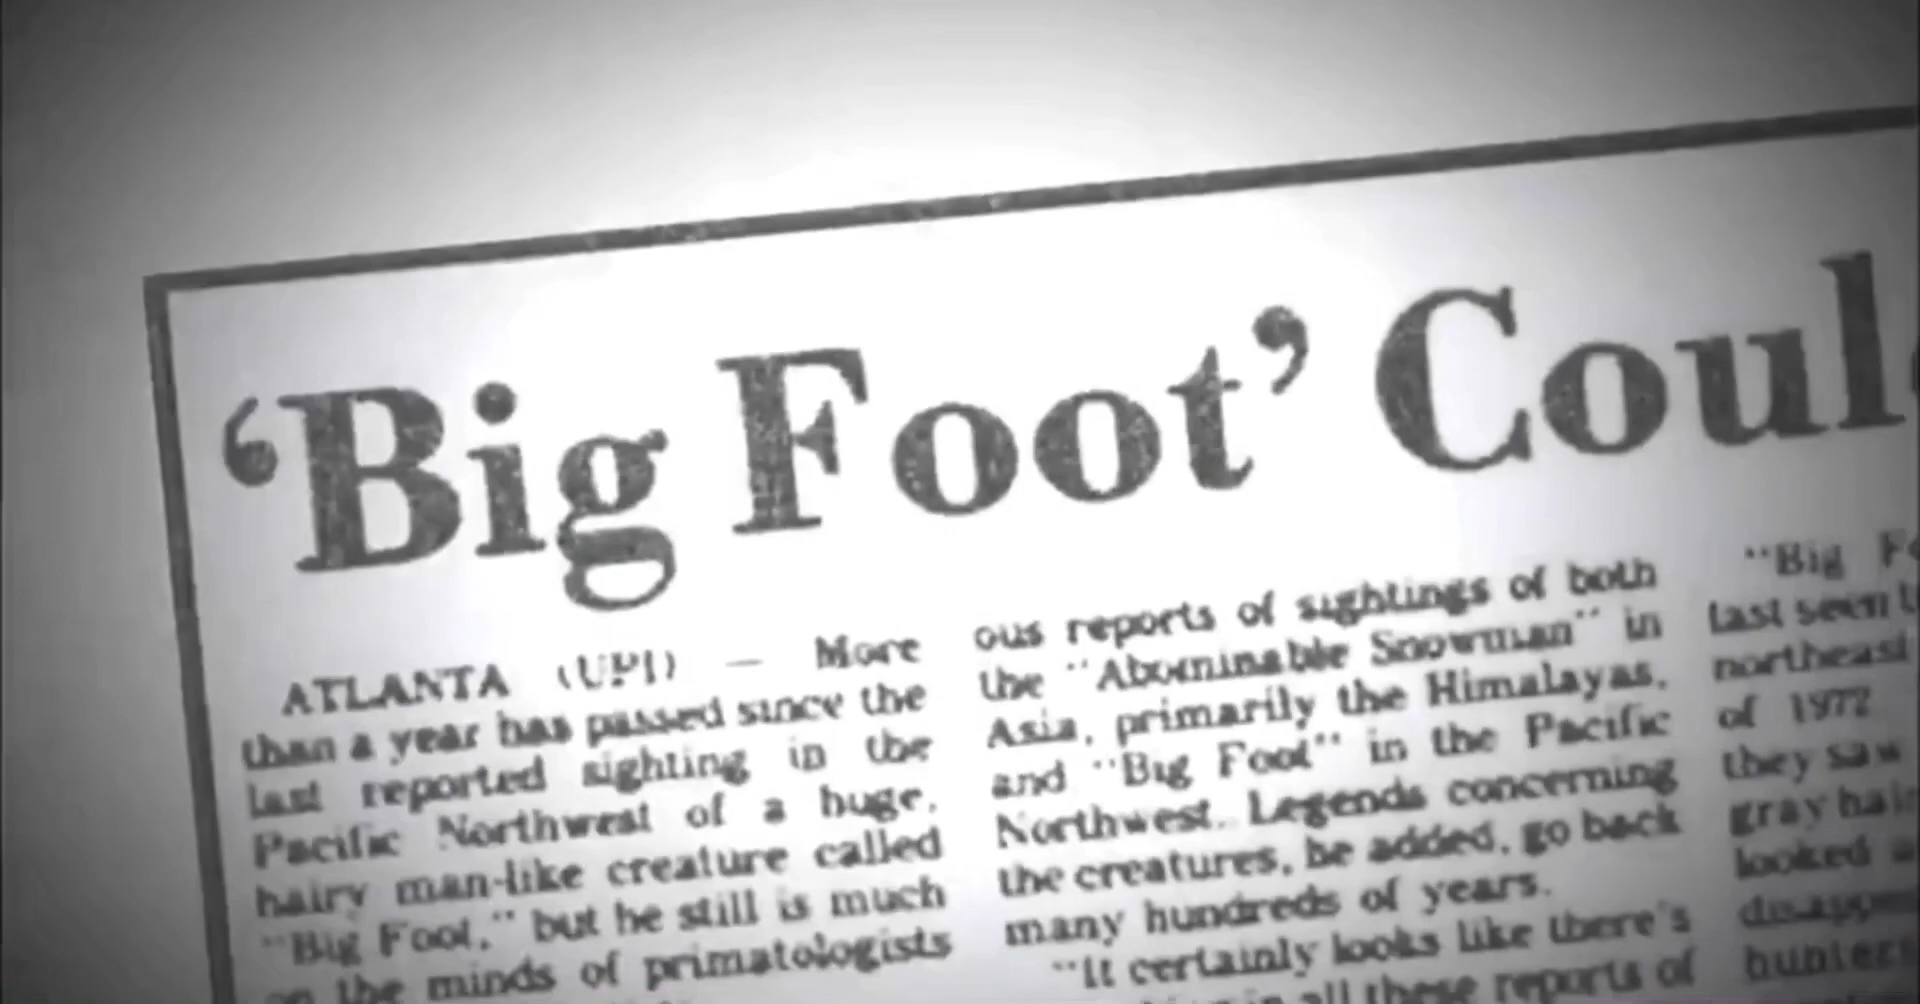 ‘Big Foot’ Coul
ATLANTA (UPI) — More
than a year has passed since the
last reported sighting in the
Pacific Northwest of a huge,
hairy man-like creature called
“Big Foot,” but he still is much
on the minds of primatologists
ous reports of sightings of both
the “Abominable Snowman” in
Asia, primarily the Himalayas,
and “Big Foot” in the Pacific
Northwest. Legends concerning
the creatures, he added, go back
many hundreds of years.
“It certainly looks like there's
in all these reports of
“Big Fo
last seen
northeast
of 1972
they saw
gray hair
looked
hunters